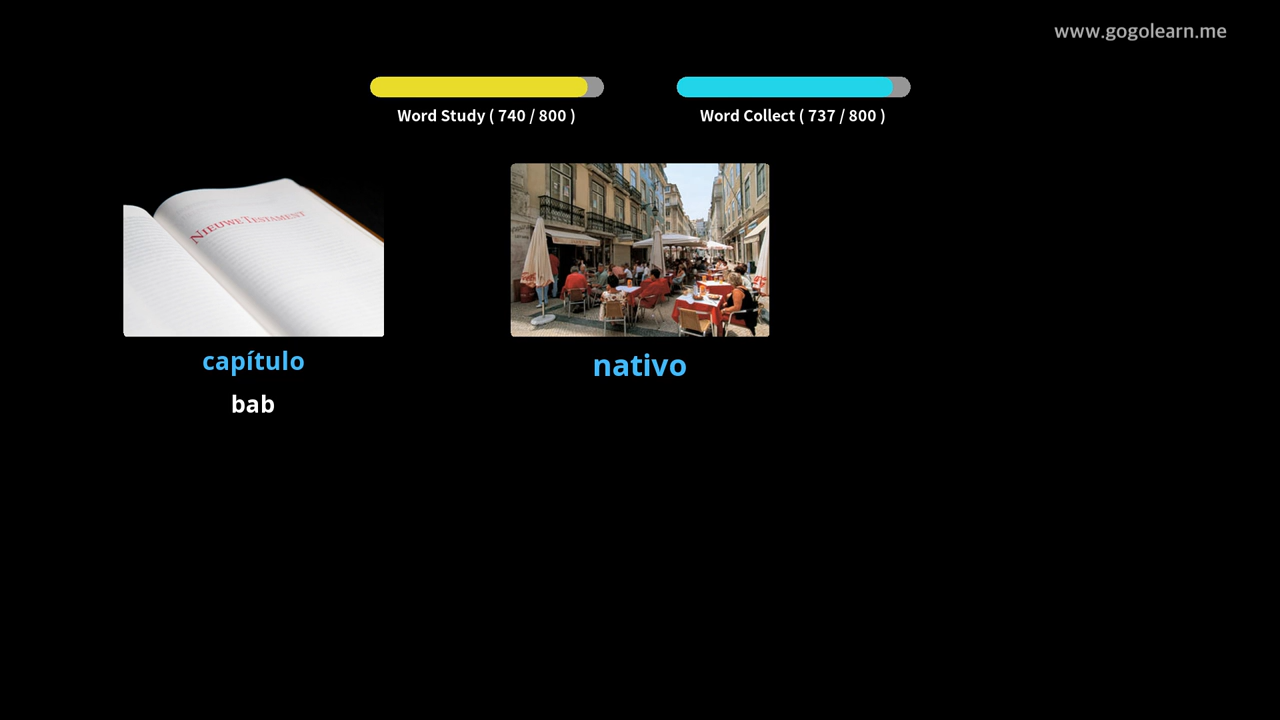 www.gogolearn.me
Word Study ( 740 / 800 )
Word Collect ( 737 / 800 )
NIEUWE TESTAMENT
capítulo
nativo
bab